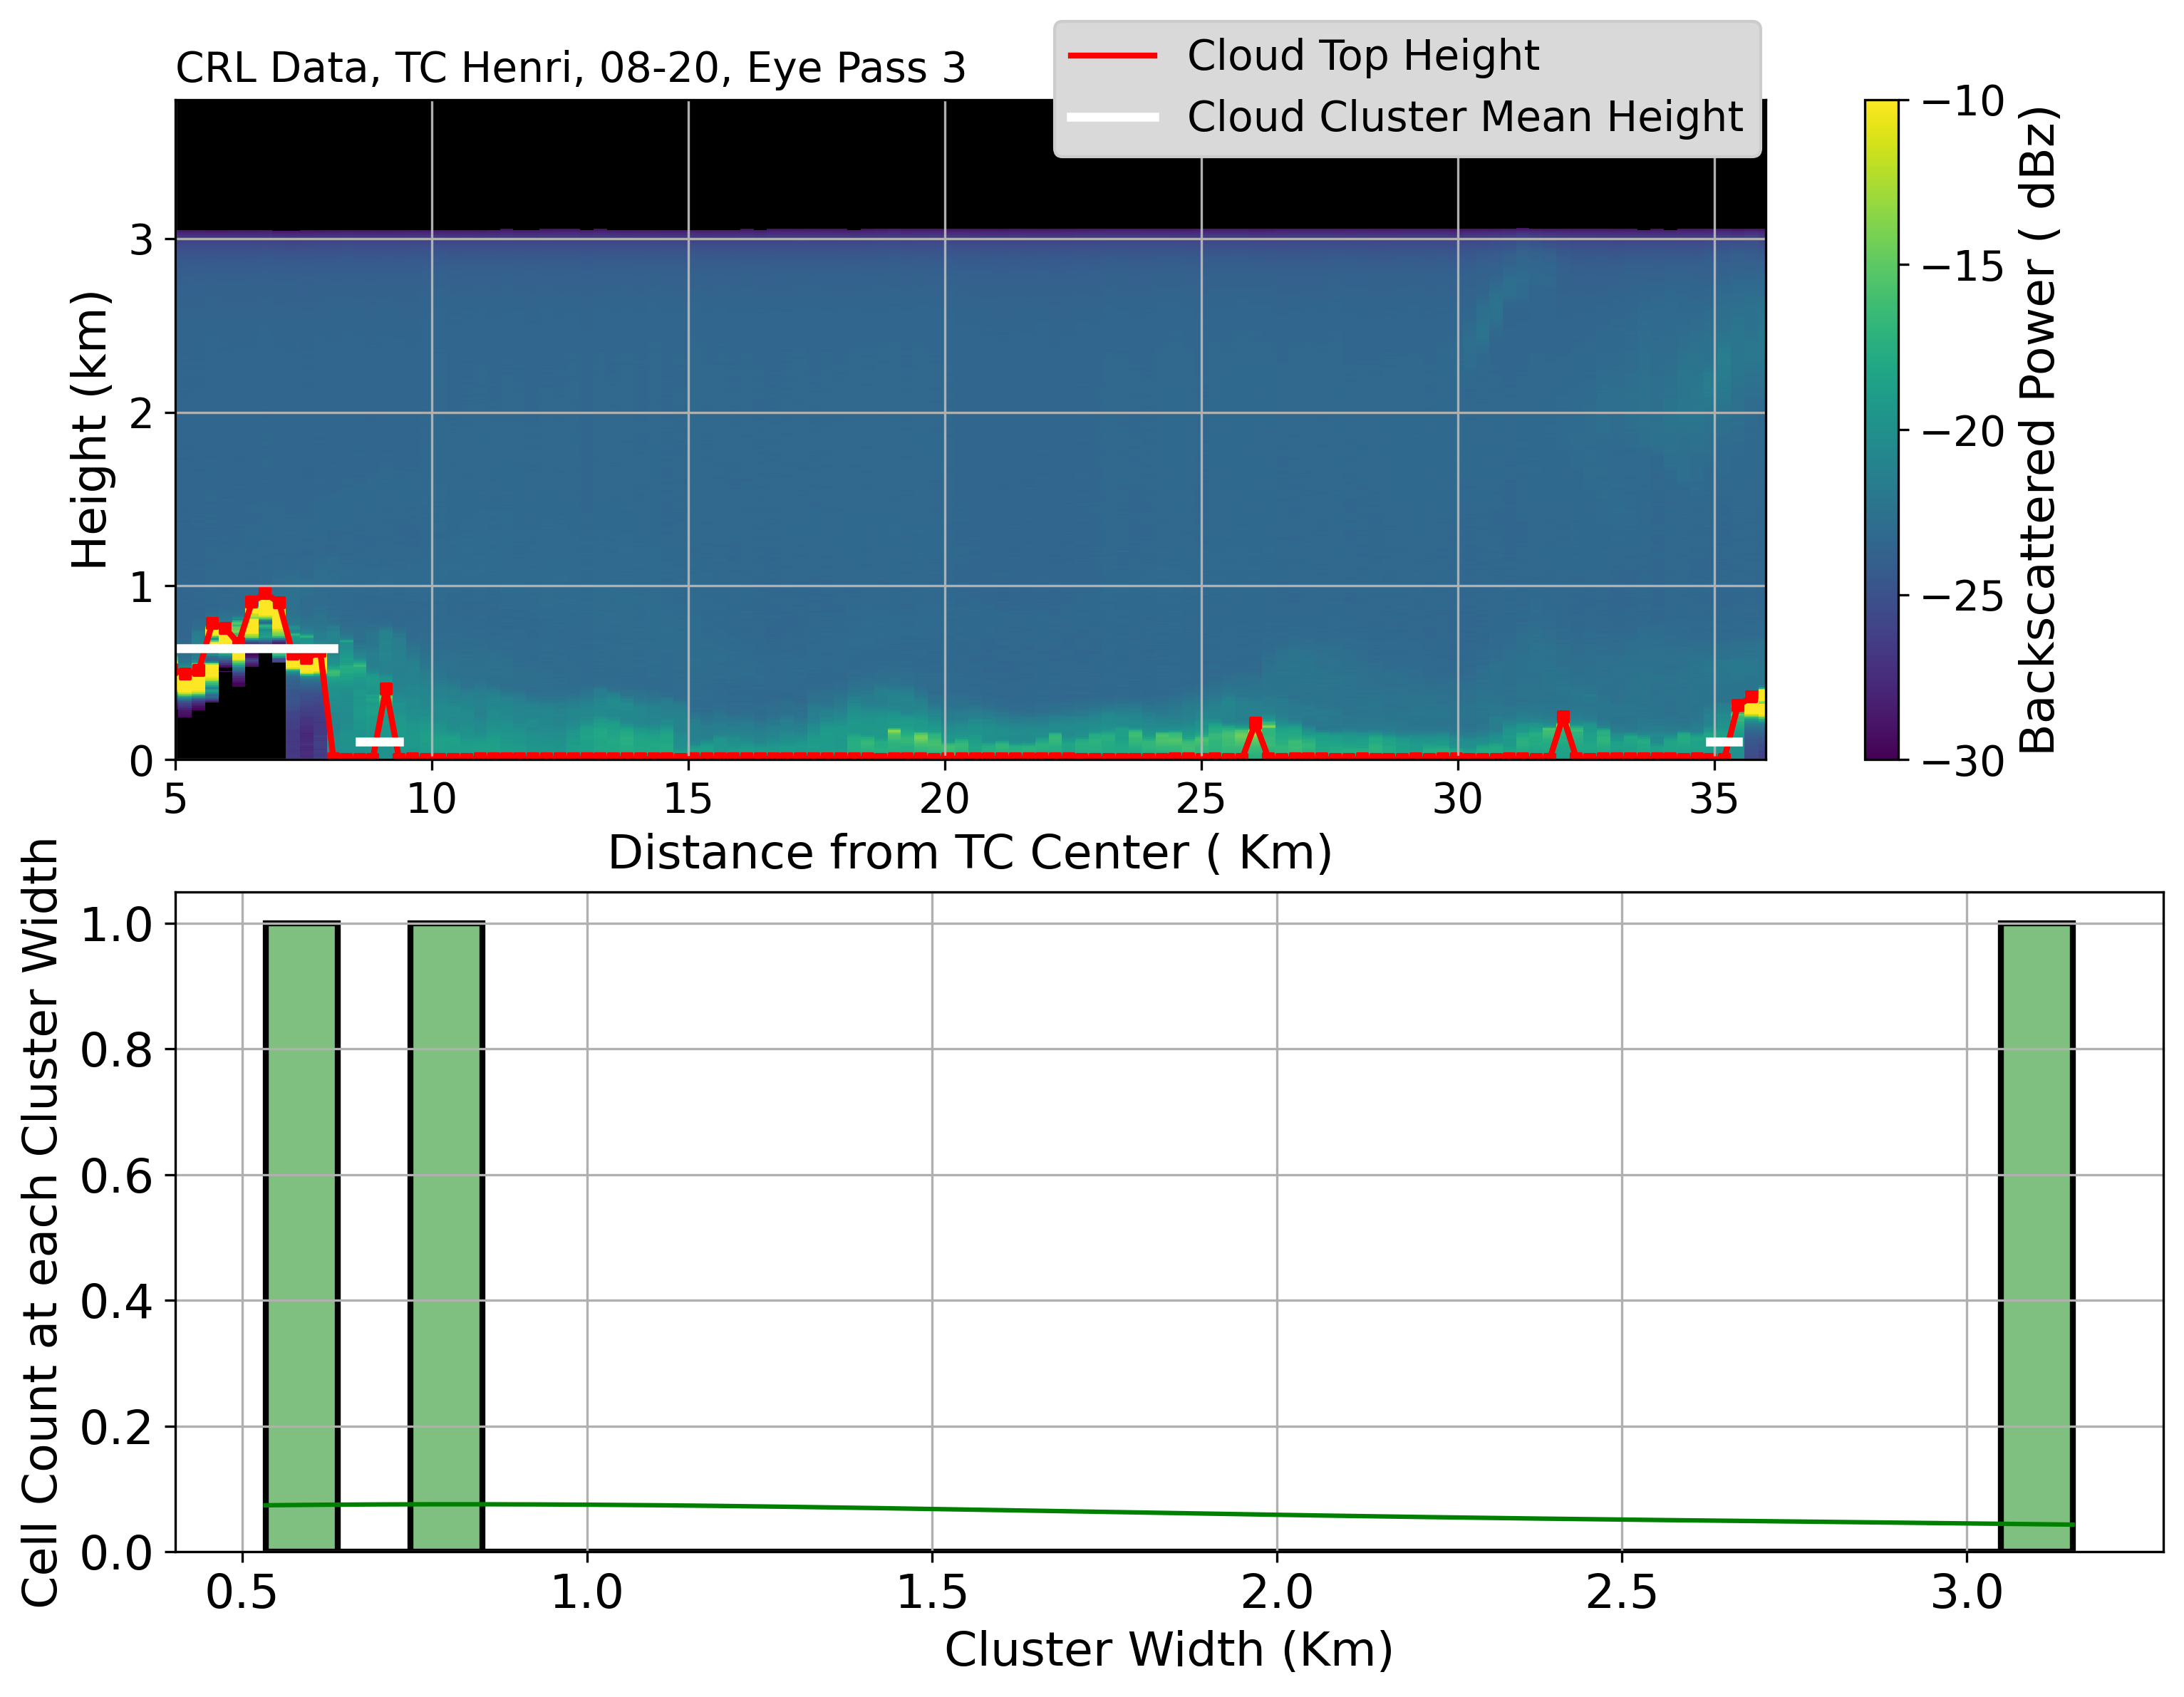 CRL Data, TC Henri, 08-20, Eye Pass 3
Cloud Top Height
Cloud Cluster Mean Height
Height (km)
3
2
1
0
5 10 15 20 25 30 35
Distance from TC Center ( Km)
−10
−15
−20
−25
−30
Backscattered Power ( dBz)
Cell Count at each Cluster Width
1.0
0.8
0.6
0.4
0.2
0.0
0.5 1.0 1.5 2.0 2.5 3.0
Cluster Width (Km)